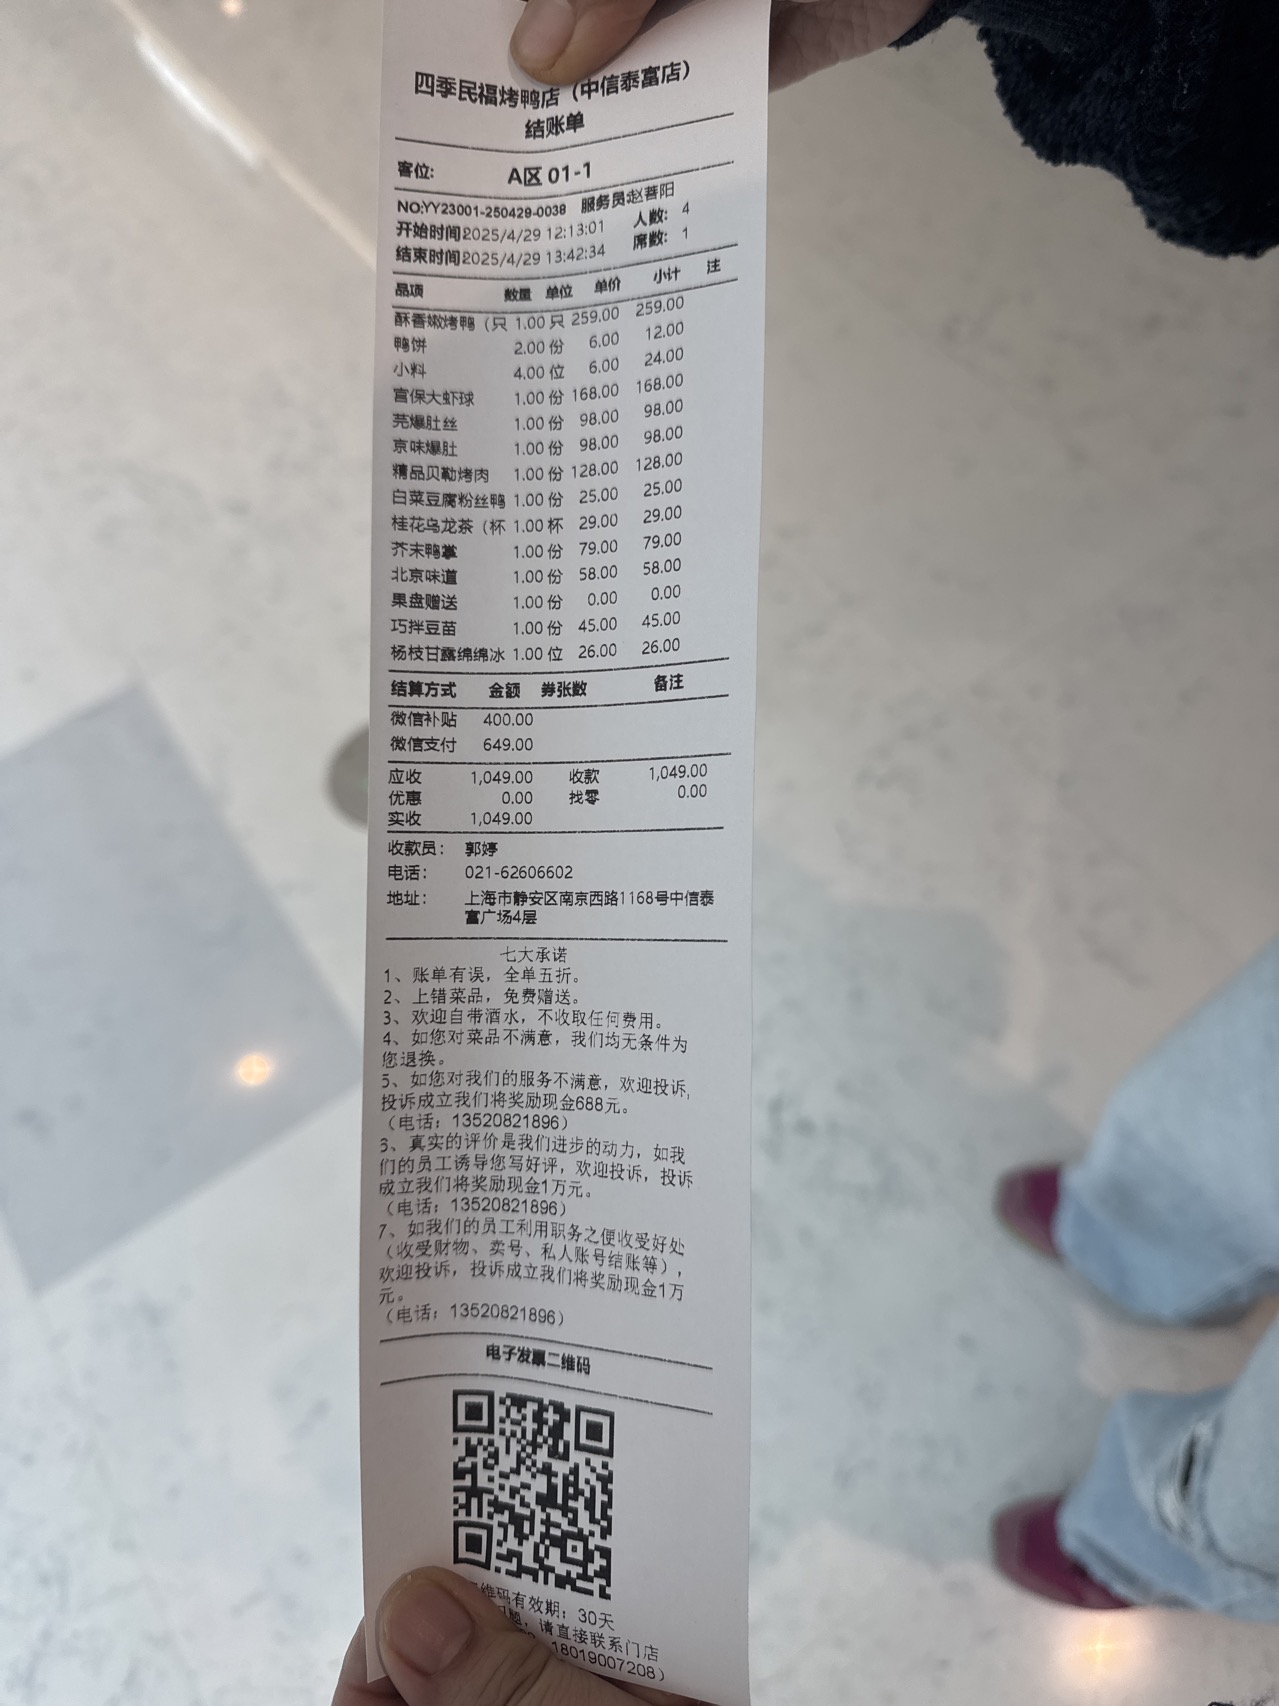 四季民福烤鸭店（中信泰富店）
结账单
客位: A区 01-1
NO:YY23001-250429-0038 服务员:赵菩阳
开始时间2025/4/29 12:13:01 人数: 4
结束时间2025/4/29 13:42:34 席数: 1
品项 数量 单位 单价 小计 注
酥香嫩烤鸭（只 1.00 只 259.00 259.00
鸭饼 2.00 份 6.00 12.00
小料 4.00 位 6.00 24.00
宫保大虾球 1.00 份 168.00 168.00
芫爆肚丝 1.00 份 98.00 98.00
京味爆肚 1.00 份 98.00 98.00
精品贝勒烤肉 1.00 份 128.00 128.00
白菜豆腐粉丝鸭 1.00 份 25.00 25.00
桂花乌龙茶（杯 1.00 杯 29.00 29.00
芥末鸭掌 1.00 份 79.00 79.00
北京味道 1.00 份 58.00 58.00
果盘赠送 1.00 份 0.00 0.00
巧拌豆苗 1.00 份 45.00 45.00
杨枝甘露绵绵冰 1.00 位 26.00 26.00
结算方式 金额 券张数 备注
微信补贴 400.00
微信支付 649.00
应收 1,049.00 收款 1,049.00
优惠 0.00 找零 0.00
实收 1,049.00
收款员： 郭婷
电话： 021-62606602
地址： 上海市静安区南京西路1168号中信泰
富广场4层
七大承诺
1、账单有误，全单五折。
2、上错菜品，免费赠送。
3、欢迎自带酒水，不收取任何费用。
4、如您对菜品不满意，我们均无条件为
您退换。
5、如您对我们的服务不满意，欢迎投诉，
投诉成立我们将奖励现金688元。
（电话：13520821896）
3、真实的评价是我们进步的动力，如我
们的员工诱导您写好评，欢迎投诉，投诉
成立我们将奖励现金1万元。
（电话：13520821896）
7、如我们的员工利用职务之便收受好处
（收受财物、卖号、私人账号结账等），
欢迎投诉，投诉成立我们将奖励现金1万
元。
（电话：13520821896）
电子发票二维码
维码有效期：30天
题，请直接联系门店
18019007208）